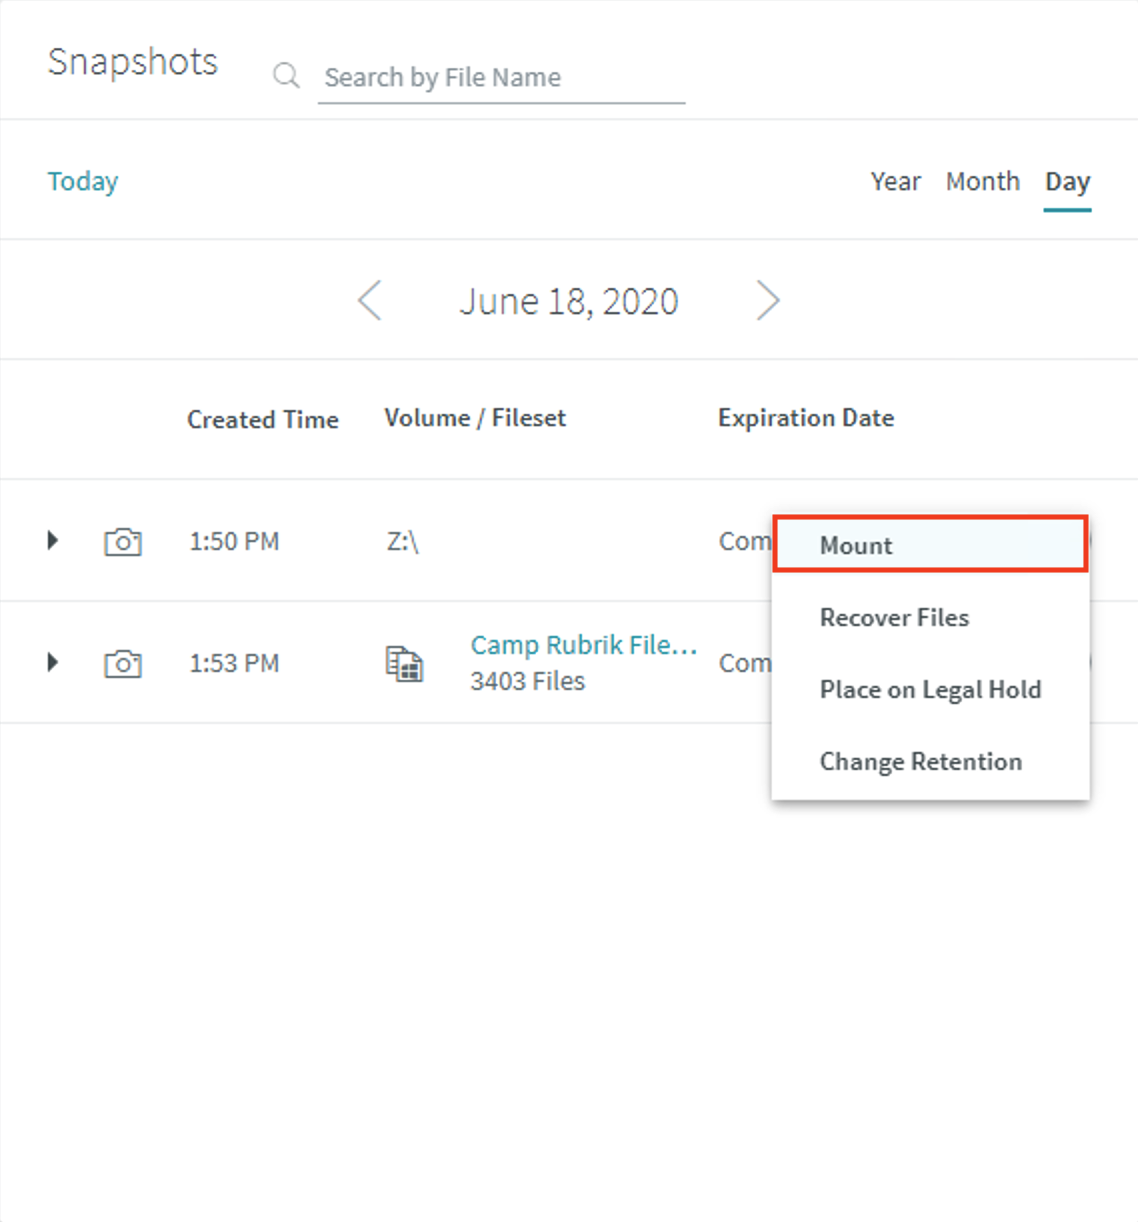 Snapshots
Search by File Name
Today
Year Month Day
June 18, 2020
Created Time Volume / Fileset Expiration Date
1:50 PM Z:\ Com
Mount
Recover Files
1:53 PM Camp Rubrik File... Com
3403 Files
Place on Legal Hold
Change Retention